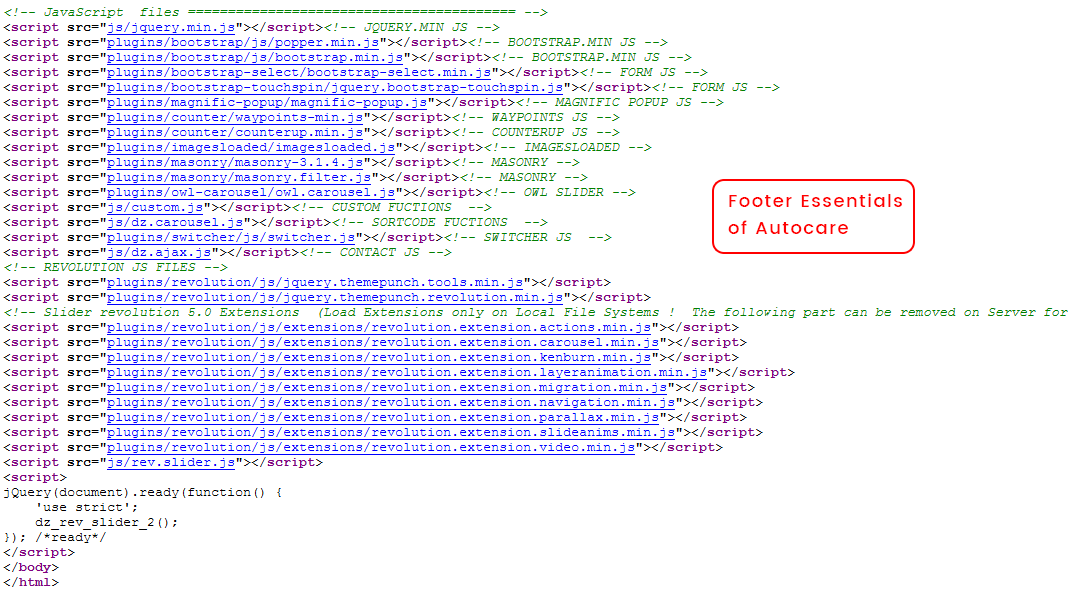 <!-- JavaScript  files ========================================= -->
<script src="js/jquery.min.js"></script><!-- JQUERY.MIN JS -->
<script src="plugins/bootstrap/js/popper.min.js"></script><!-- BOOTSTRAP.MIN JS -->
<script src="plugins/bootstrap/js/bootstrap.min.js"></script><!-- BOOTSTRAP.MIN JS -->
<script src="plugins/bootstrap-select/bootstrap-select.min.js"></script><!-- FORM JS -->
<script src="plugins/bootstrap-touchspin/jquery.bootstrap-touchspin.js"></script><!-- FORM JS -->
<script src="plugins/magnific-popup/magnific-popup.js"></script><!-- MAGNIFIC POPUP JS -->
<script src="plugins/counter/waypoints-min.js"></script><!-- WAYPOINTS JS -->
<script src="plugins/counter/counterup.min.js"></script><!-- COUNTERUP JS -->
<script src="plugins/imagesloaded/imagesloaded.js"></script><!-- IMAGESLOADED -->
<script src="plugins/masonry/masonry-3.1.4.js"></script><!-- MASONRY -->
<script src="plugins/masonry/masonry.filter.js"></script><!-- MASONRY -->
<script src="plugins/owl-carousel/owl.carousel.js"></script><!-- OWL SLIDER -->
<script src="js/custom.js"></script><!-- CUSTOM FUCTIONS  -->
<script src="js/dz.carousel.js"></script><!-- SORTCODE FUCTIONS  -->
<script src="plugins/switcher/js/switcher.js"></script><!-- SWITCHER JS  -->
<script src="js/dz.ajax.js"></script><!-- CONTACT JS -->
<!-- REVOLUTION JS FILES -->
<script src="plugins/revolution/js/jquery.themepunch.tools.min.js"></script>
<script src="plugins/revolution/js/jquery.themepunch.revolution.min.js"></script>
<!-- Slider revolution 5.0 Extensions  (Load Extensions only on Local File Systems !  The following part can be removed on Server for
<script src="plugins/revolution/js/extensions/revolution.extension.actions.min.js"></script>
<script src="plugins/revolution/js/extensions/revolution.extension.carousel.min.js"></script>
<script src="plugins/revolution/js/extensions/revolution.extension.kenburn.min.js"></script>
<script src="plugins/revolution/js/extensions/revolution.extension.layeranimation.min.js"></script>
<script src="plugins/revolution/js/extensions/revolution.extension.migration.min.js"></script>
<script src="plugins/revolution/js/extensions/revolution.extension.navigation.min.js"></script>
<script src="plugins/revolution/js/extensions/revolution.extension.parallax.min.js"></script>
<script src="plugins/revolution/js/extensions/revolution.extension.slideanims.min.js"></script>
<script src="plugins/revolution/js/extensions/revolution.extension.video.min.js"></script>
<script src="js/rev.slider.js"></script>
<script>
jQuery(document).ready(function() {
    'use strict';
    dz_rev_slider_2();
}); /*ready*/
</script>
</body>
</html>
Footer Essentials
of Autocare